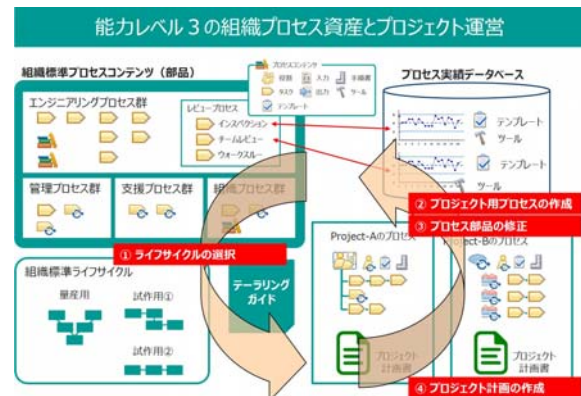 能力レベル３の組織プロセス資産とプロジェクト運営
組織標準プロセスコンテンツ（部品）
プロセスコンテンツ
役割
入力
手順書
タスク
出力
ツール
テンプレート
プロセス実績データベース
エンジニアリングプロセス群
レビュープロセス
インスペクション
チームレビュー
ウォークスルー
テンプレート
ツール
テンプレート
ツール
管理プロセス群
支援プロセス群
組織プロセス群
① ライフサイクルの選択
② プロジェクト用プロセスの作成
③ プロセス部品の修正
組織標準ライフサイクル
量産用
試作用①
試作用②
テーラリング
ガイド
Project-Aのプロセス
Project-Bのプロセス
プロジェクト
計画書
プロジェクト
計画書
④ プロジェクト計画の作成